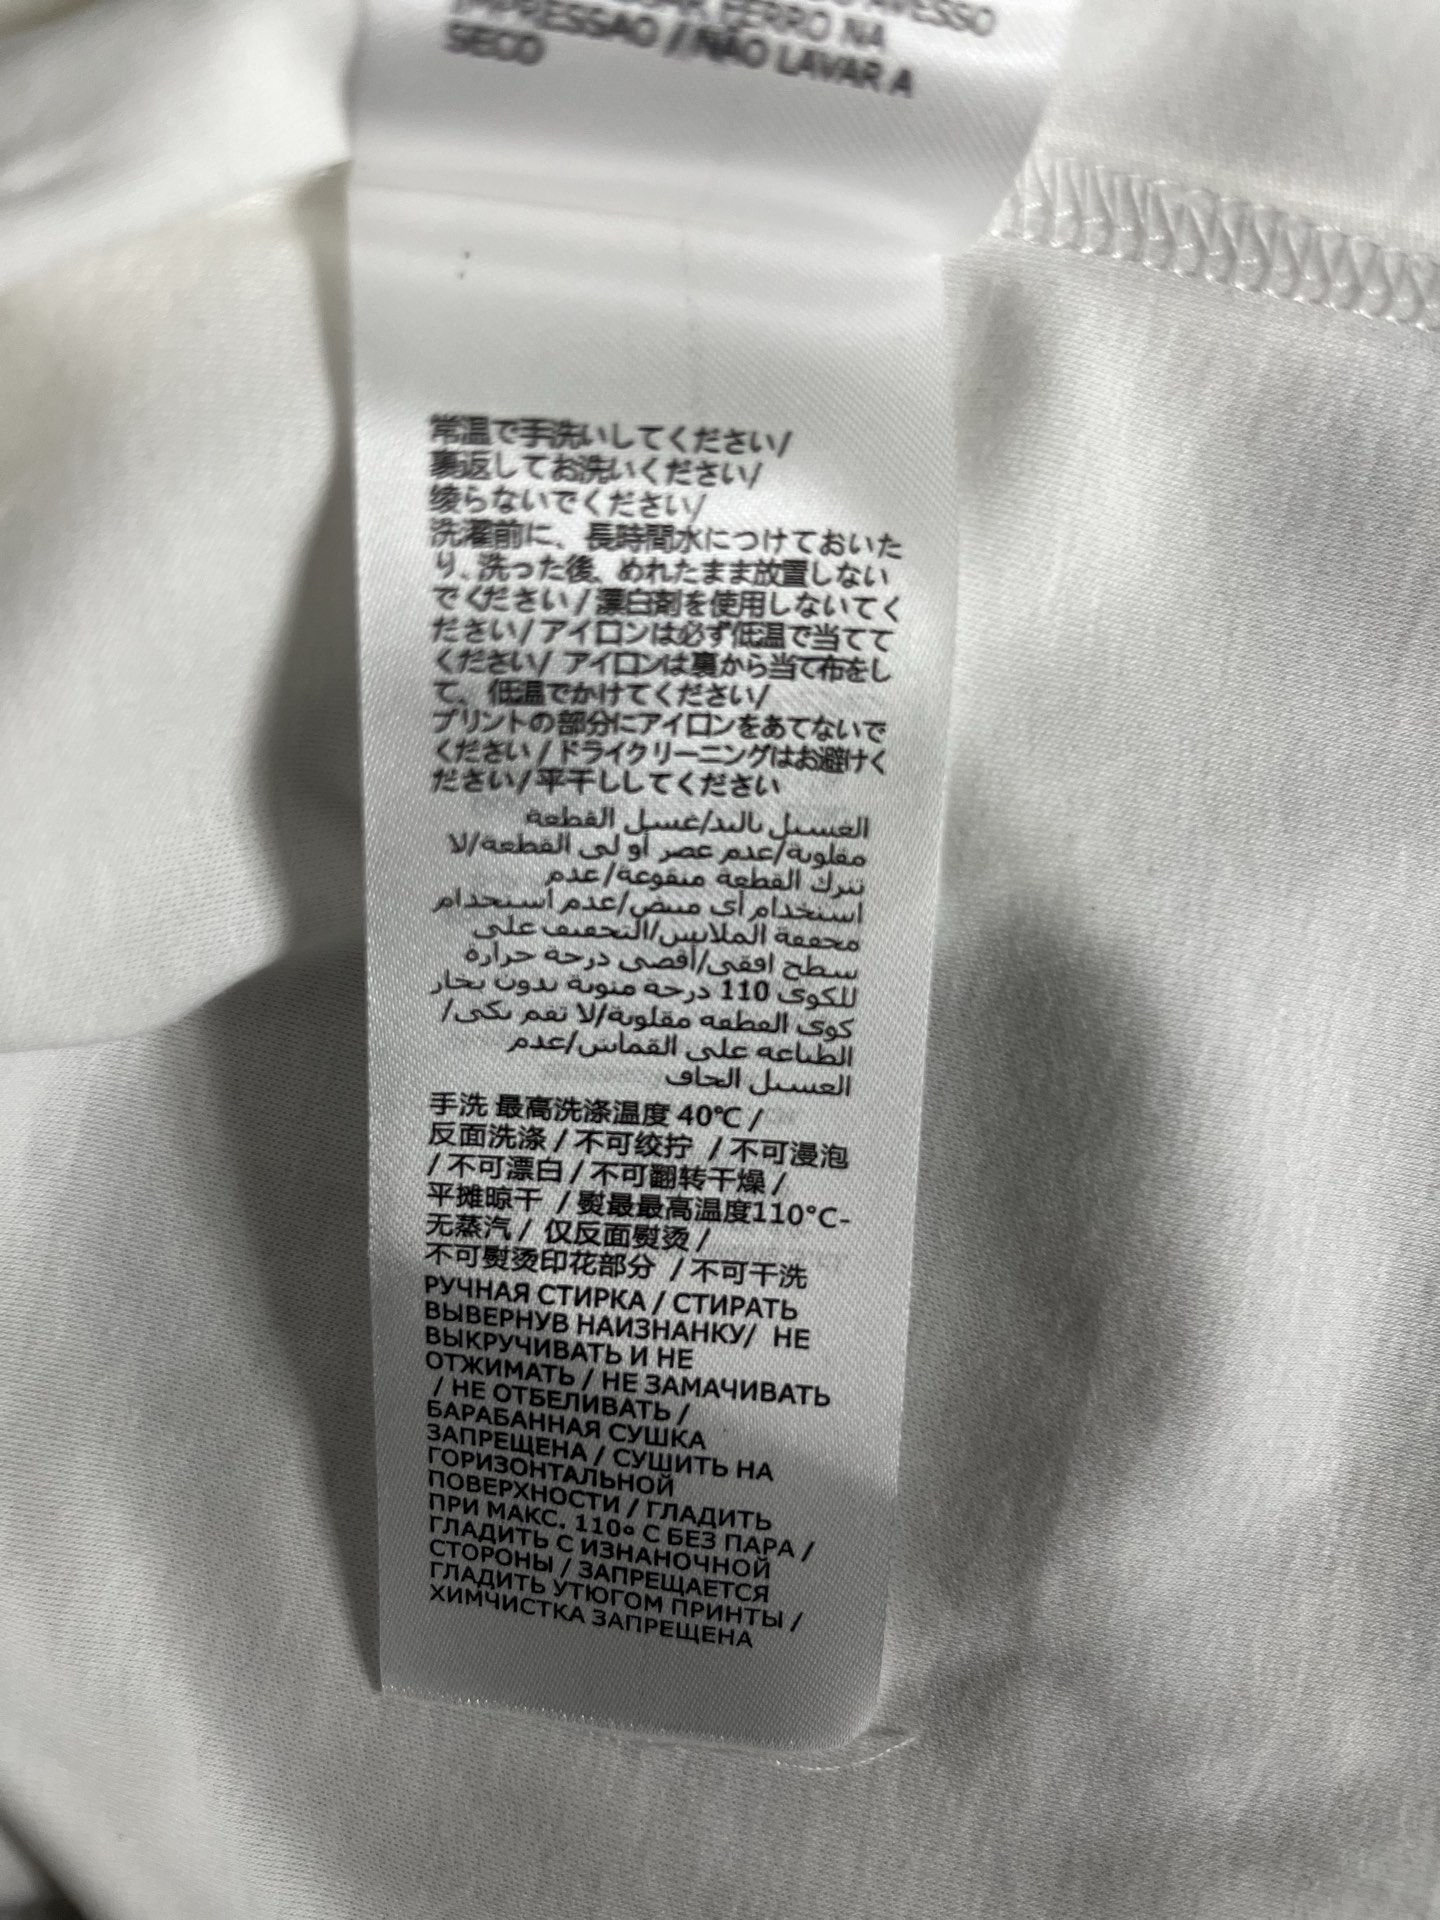 AVESSO
FERRO NA
IMPRESSÃO / NÃO LAVAR A
SECO
常温で手洗いしてください/
裏返してお洗いください/
绫らないでください/
洗濯前に、長時間水につけておいた
り、洗った後、めれたまま放置しない
でください/漂白剤を使用しないてく
ださい/アイロンは必ず低温で当てて
ください/ アイロンは裏から当て布をし
て、低温でかけてください/
プリントの部分にアイロンをあてないで
ください/ドライクリーニングはお避けく
ださい/平干ししてください
الغسيل باليد/غسل القطعة
مقلوبة/عدم عصر أو لى القطعة/لا
تترك القطعة منقوعة/عدم
استخدام أى مبيض/عدم استخدام
مجففة الملابس/التجفيف على
سطح افقى/أقصى درجة حرارة
للكوى 110 درجة مئوية بدون بخار
كوى القطعه مقلوبة/لا تقم بكى/
الطباعه على القماش/عدم
الغسيل الجاف
手洗 最高洗涤温度 40℃ /
反面洗涤 / 不可绞拧 / 不可浸泡
/ 不可漂白 / 不可翻转干燥 /
平摊晾干 / 熨最最高温度110°C-
无蒸汽 / 仅反面熨烫 /
不可熨烫印花部分 / 不可干洗
РУЧНАЯ СТИРКА / СТИРАТЬ
ВЫВЕРНУВ НАИЗНАНКУ/ НЕ
ВЫКРУЧИВАТЬ И НЕ
ОТЖИМАТЬ / НЕ ЗАМАЧИВАТЬ
/ НЕ ОТБЕЛИВАТЬ /
БАРАБАННАЯ СУШКА
ЗАПРЕЩЕНА / СУШИТЬ НА
ГОРИЗОНТАЛЬНОЙ
ПОВЕРХНОСТИ / ГЛАДИТЬ
ПРИ МАКС. 110° С БЕЗ ПАРА /
ГЛАДИТЬ С ИЗНАНОЧНОЙ
СТОРОНЫ / ЗАПРЕЩАЕТСЯ
ГЛАДИТЬ УТЮГОМ ПРИНТЫ /
ХИМЧИСТКА ЗАПРЕЩЕНА